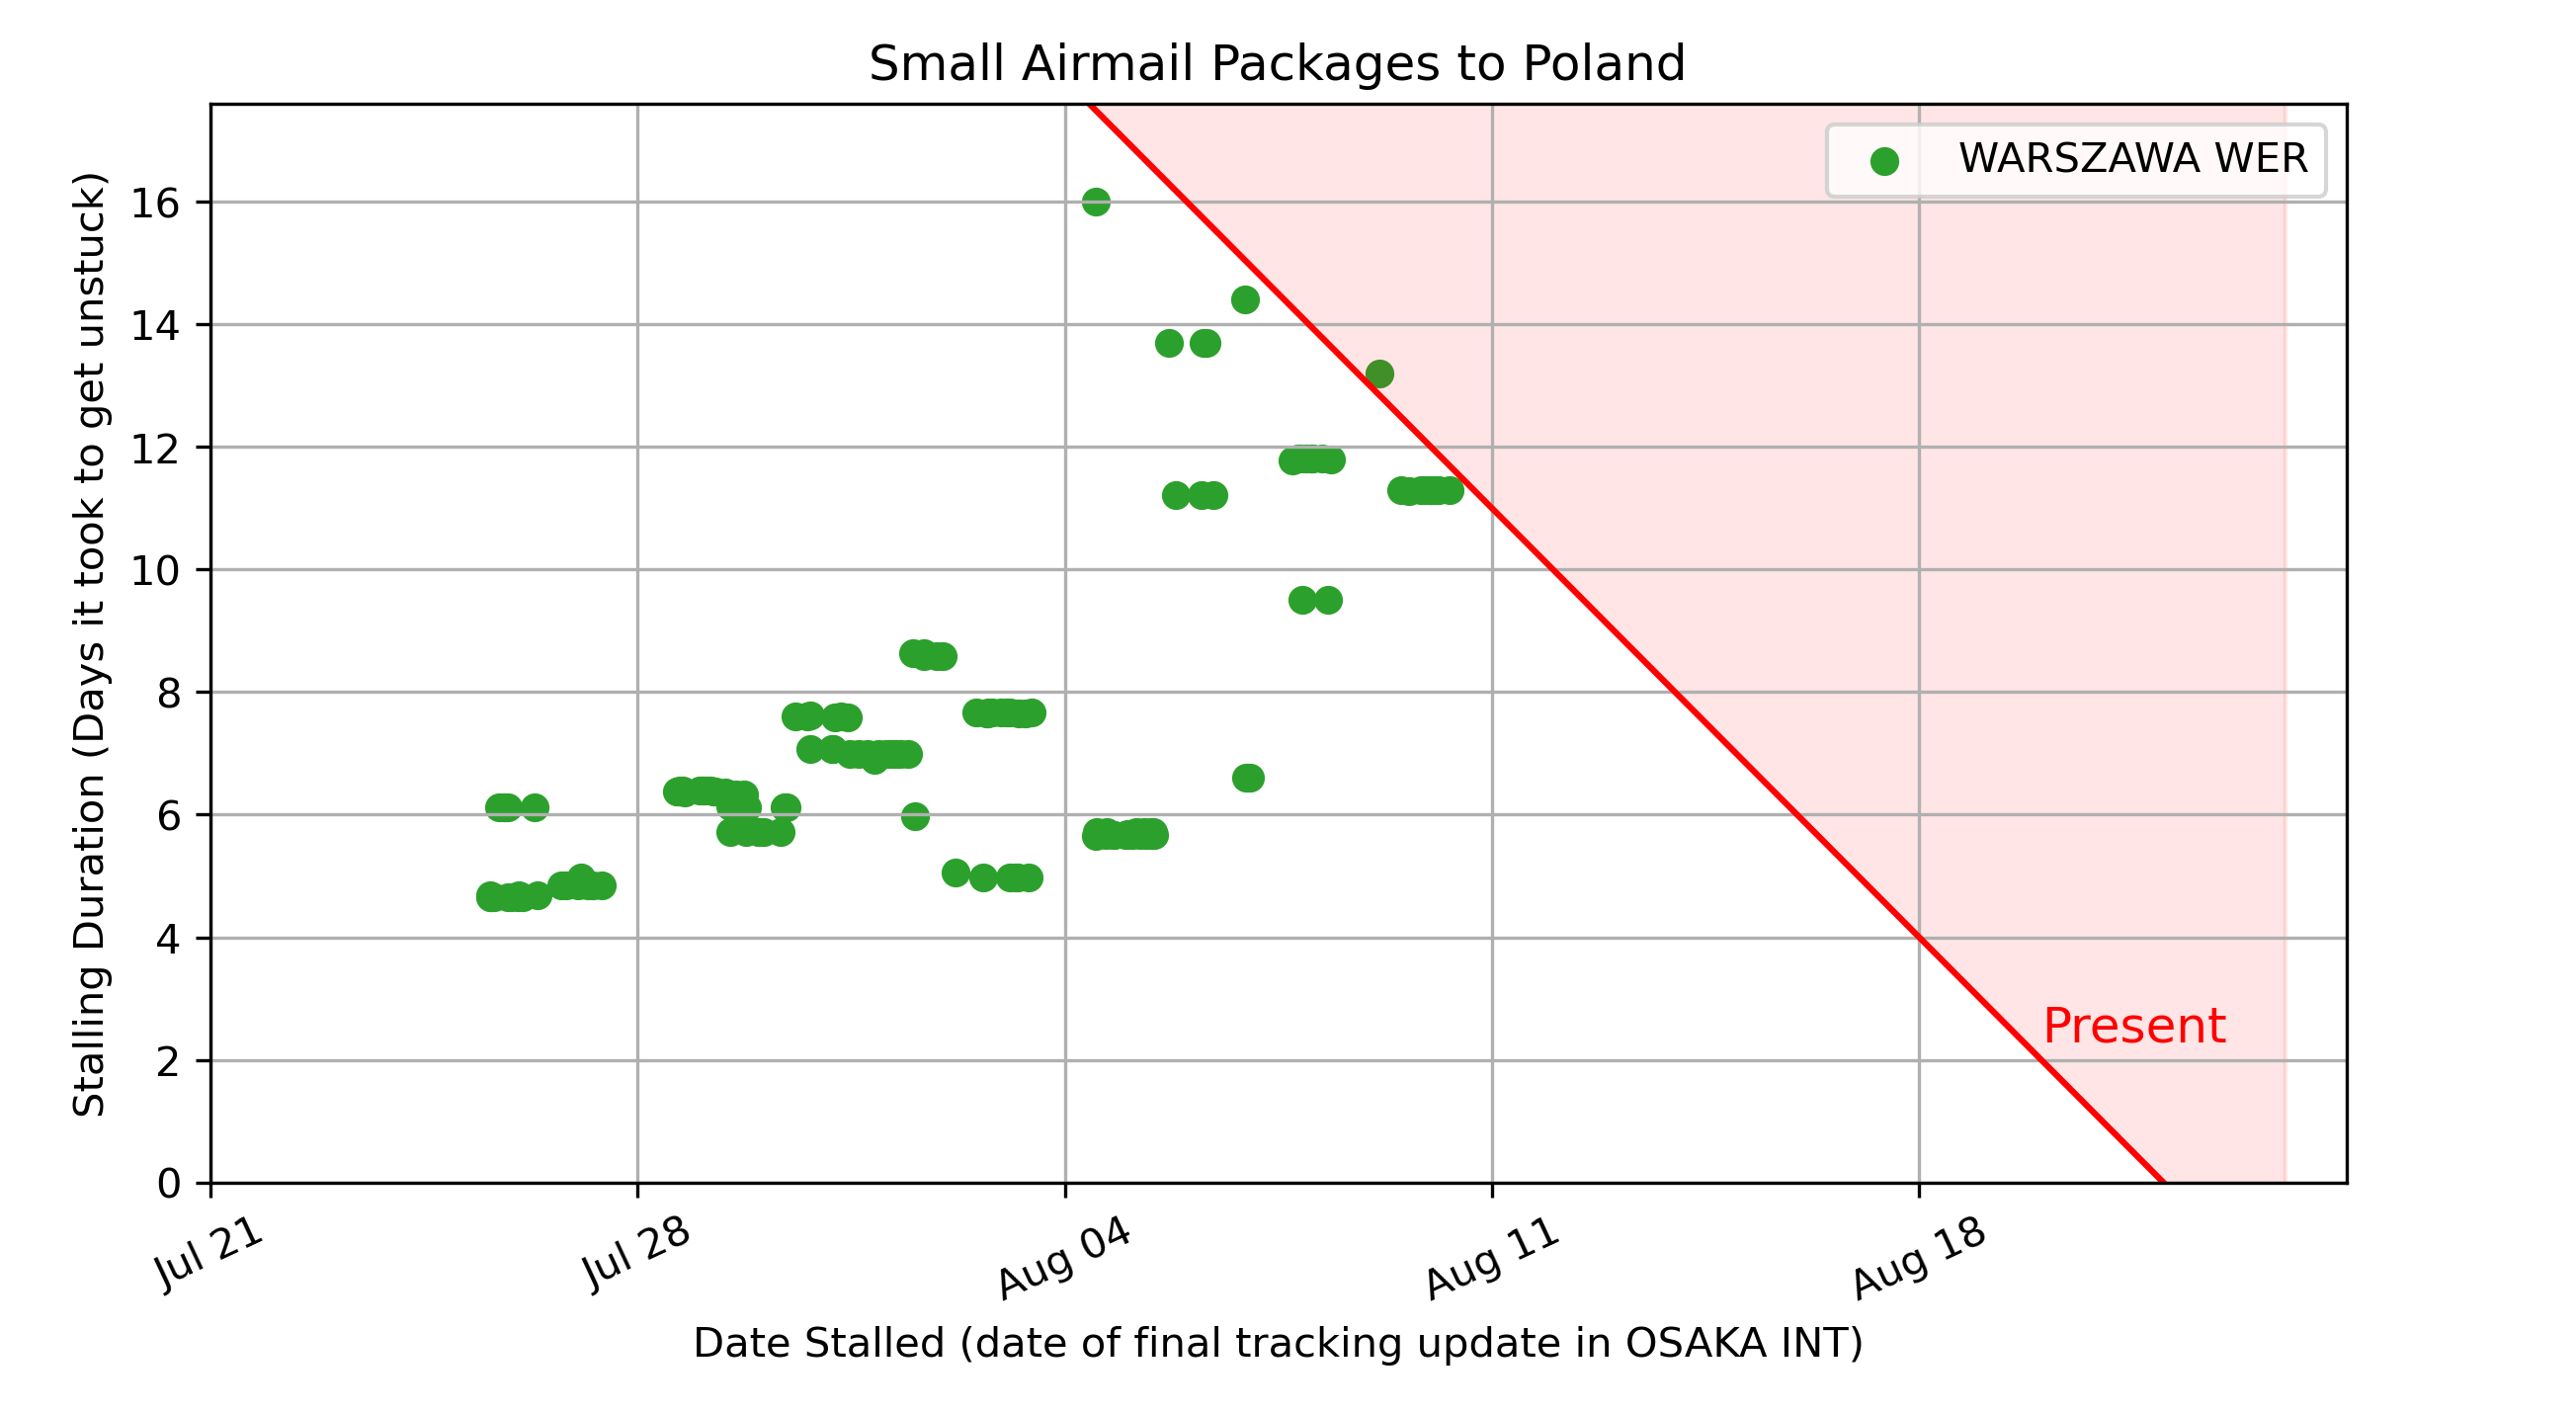 Small Airmail Packages to Poland
WARSZAWA WER
Stalling Duration (Days it took to get unstuck)
16
14
12
10
8
6
4
2
0
Present
Jul 21
Jul 28
Aug 04
Aug 11
Aug 18
Date Stalled (date of final tracking update in OSAKA INT)